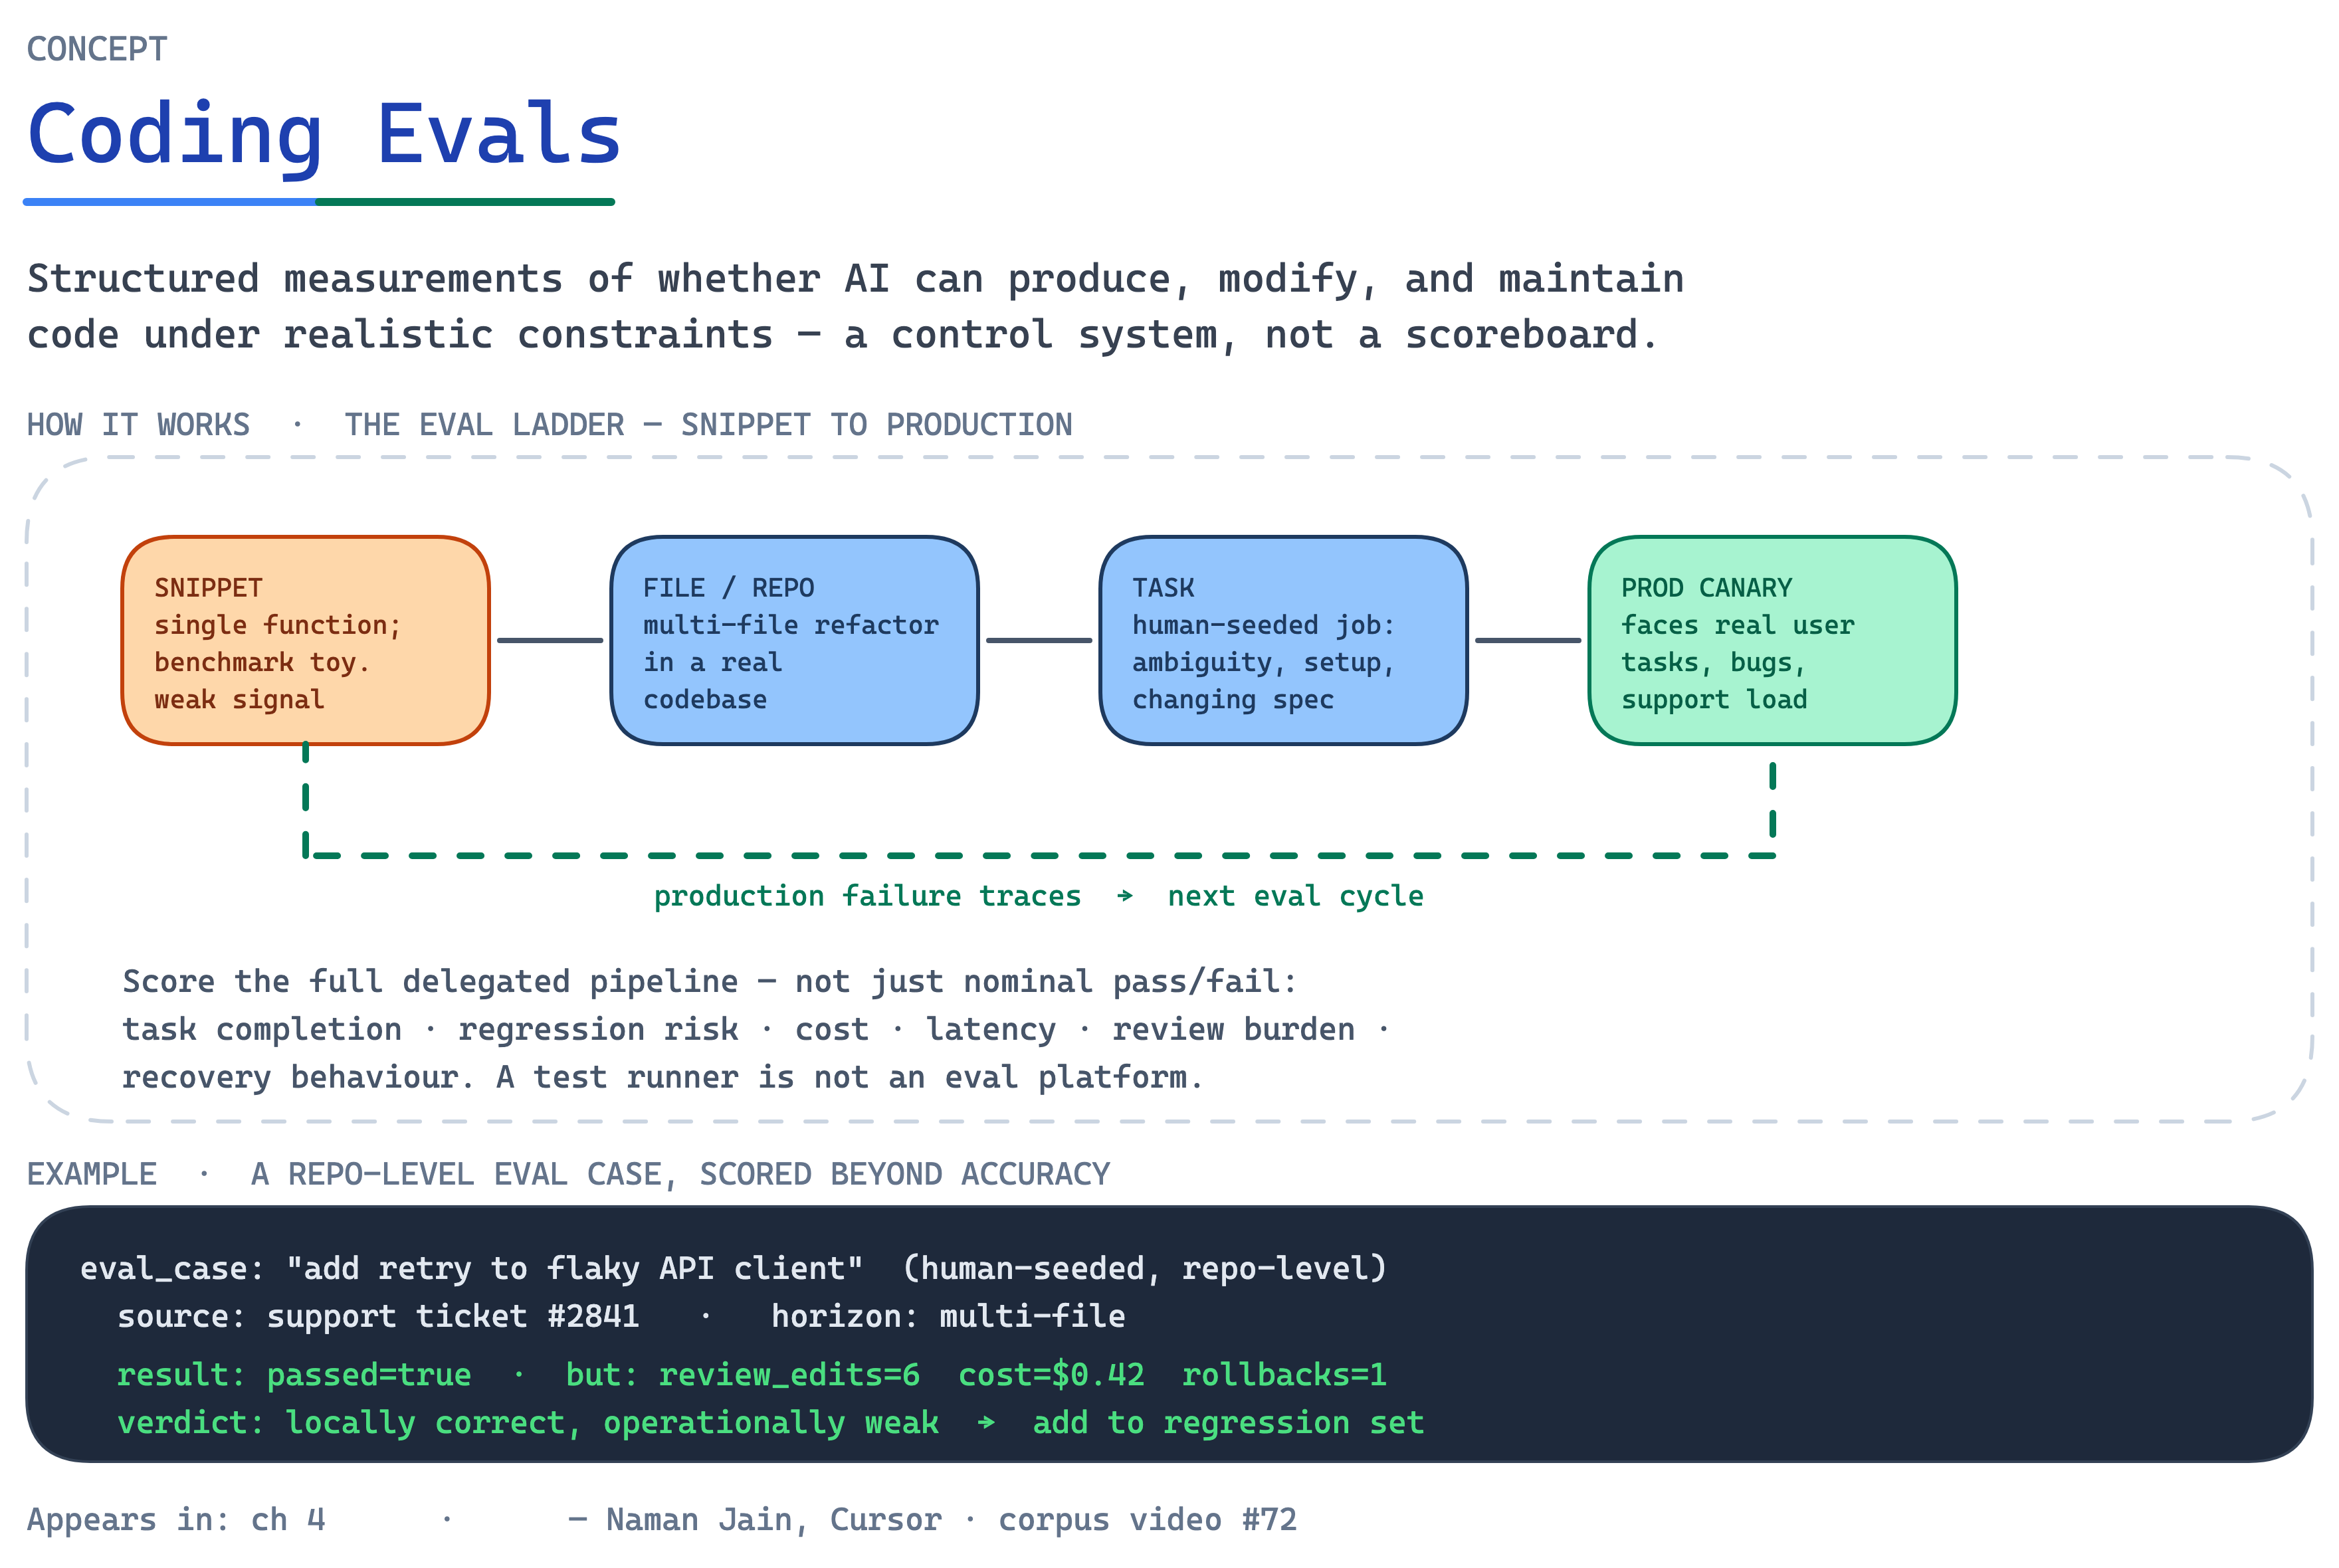 CONCEPT
Coding Evals
Structured measurements of whether AI can produce, modify, and maintain
code under realistic constraints — a control system, not a scoreboard.
HOW IT WORKS · THE EVAL LADDER — SNIPPET TO PRODUCTION
SNIPPET
single function;
benchmark toy.
weak signal
FILE / REPO
multi-file refactor
in a real
codebase
TASK
human-seeded job:
ambiguity, setup,
changing spec
PROD CANARY
faces real user
tasks, bugs,
support load
production failure traces → next eval cycle
Score the full delegated pipeline — not just nominal pass/fail:
task completion · regression risk · cost · latency · review burden ·
recovery behaviour. A test runner is not an eval platform.
EXAMPLE · A REPO-LEVEL EVAL CASE, SCORED BEYOND ACCURACY
eval_case: "add retry to flaky API client" (human-seeded, repo-level)
source: support ticket #2841 · horizon: multi-file
result: passed=true · but: review_edits=6 cost=$0.42 rollbacks=1
verdict: locally correct, operationally weak → add to regression set
Appears in: ch 4 · — Naman Jain, Cursor · corpus video #72